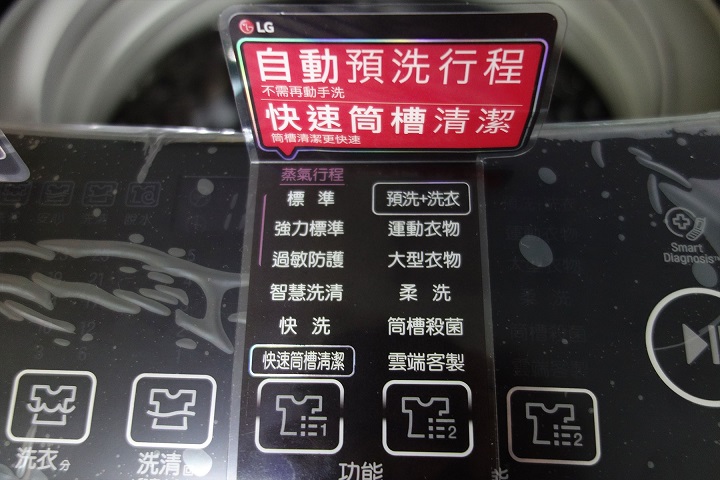 LG
自動預洗行程
不需再動手洗
快速筒槽清潔
筒槽清潔更快速
蒸氣行程
標準
預洗+洗衣
強力標準
運動衣物
過敏防護
大型衣物
智慧洗清
柔洗
快洗
筒槽殺菌
快速筒槽清潔
雲端客製
Smart
Diagnosis™
1
2
2
洗衣分
洗清
功能